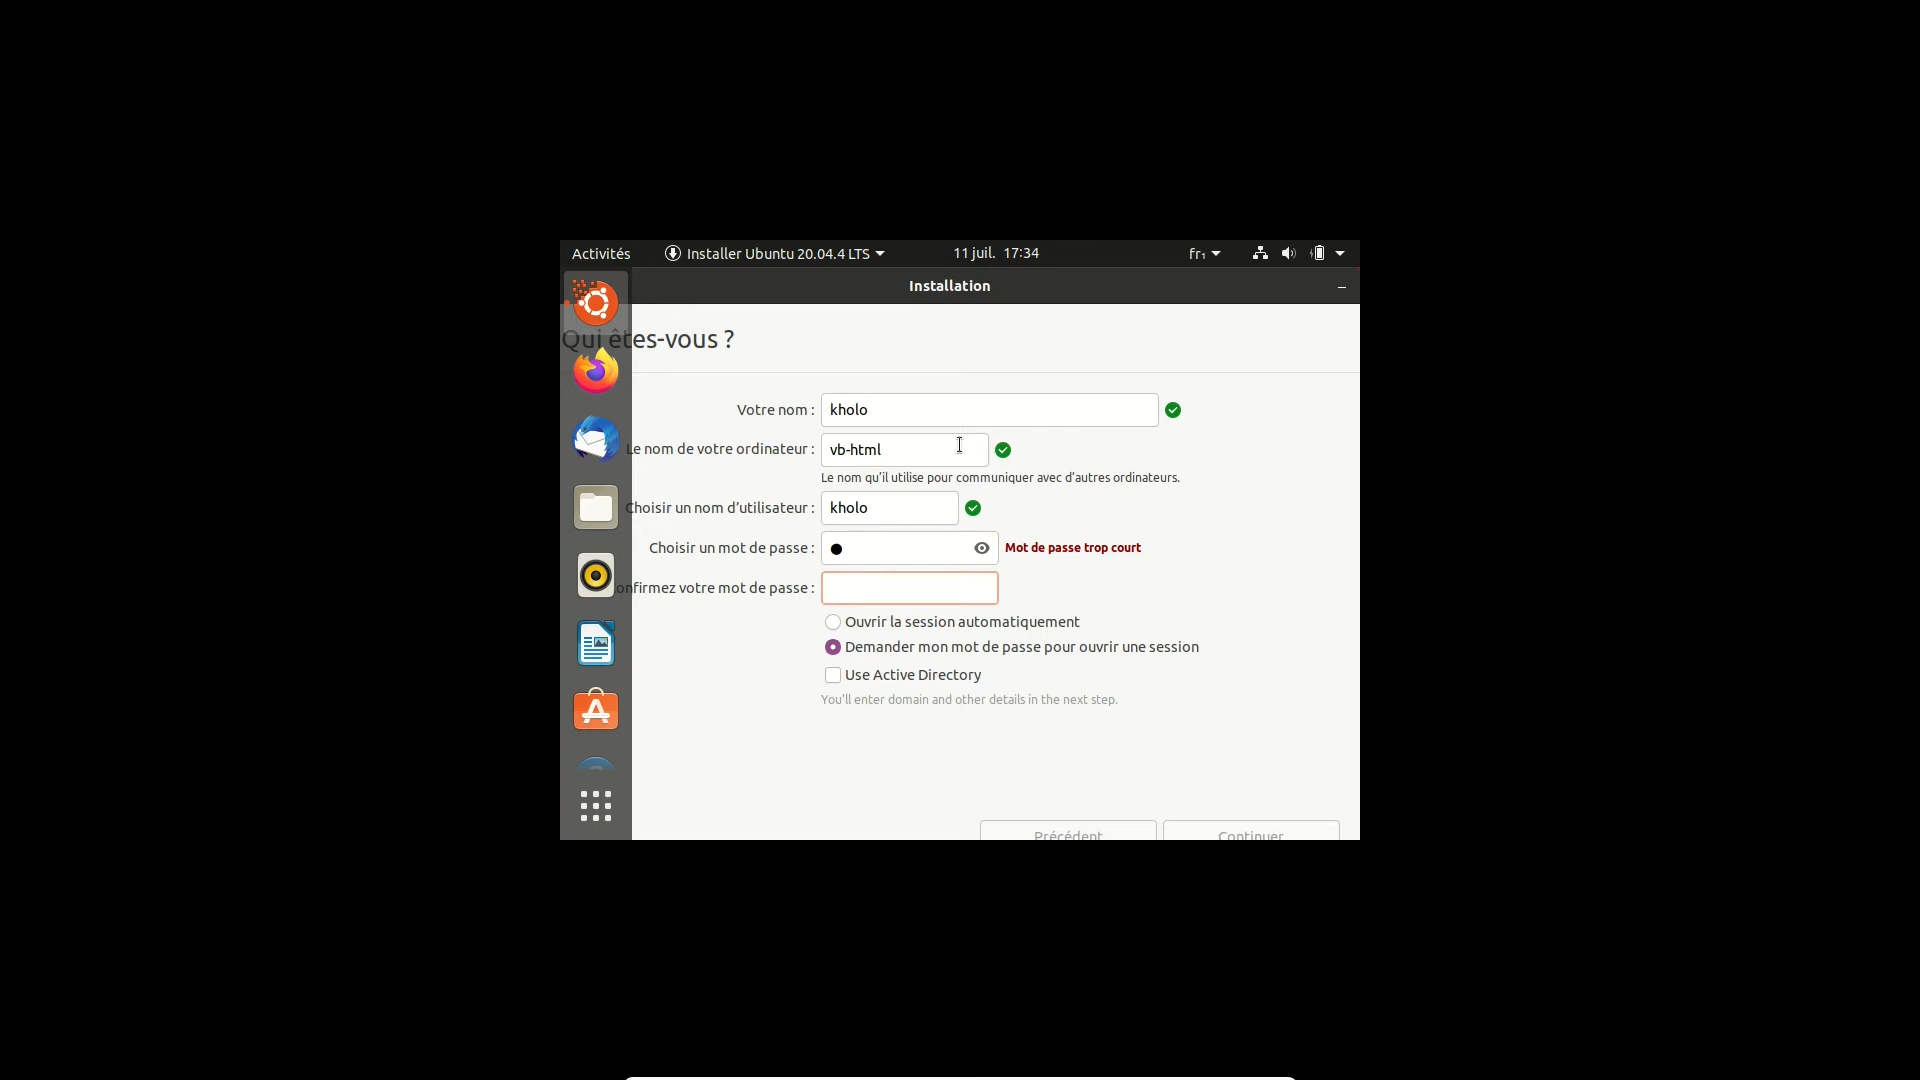 Activités
Installer Ubuntu 20.04.4 LTS
11 juil. 17:34
fr₁
Installation
Qui êtes-vous ?
Votre nom : kholo
Le nom de votre ordinateur : vb-html
Le nom qu'il utilise pour communiquer avec d'autres ordinateurs.
Choisir un nom d'utilisateur : kholo
Choisir un mot de passe : ● Mot de passe trop court
onfirmez votre mot de passe :
Ouvrir la session automatiquement
Demander mon mot de passe pour ouvrir une session
Use Active Directory
You'll enter domain and other details in the next step.
Précédent
Continuer